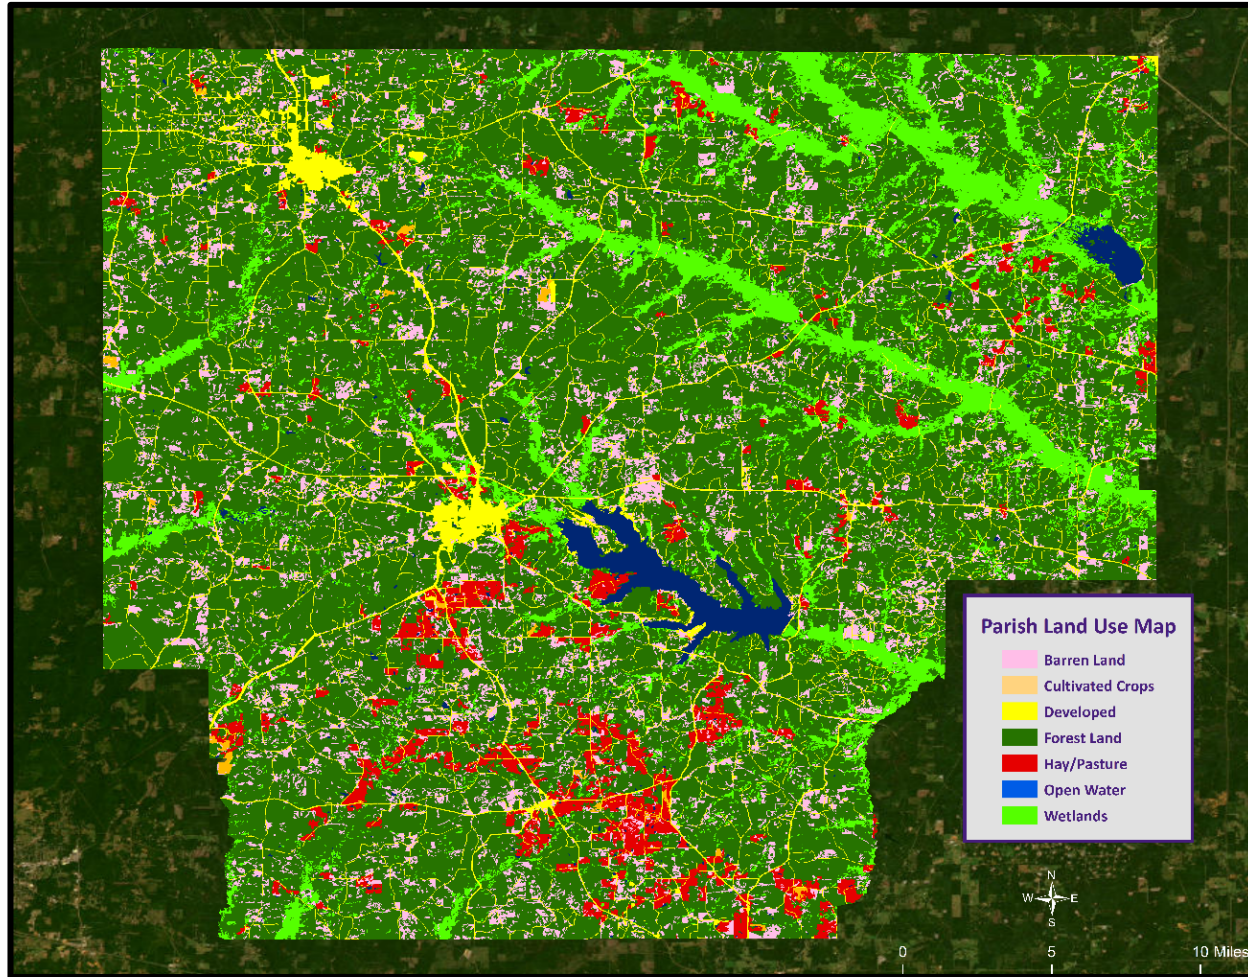 Parish Land Use Map
Barren Land
Cultivated Crops
Developed
Forest Land
Hay/Pasture
Open Water
Wetlands
N
W E
S
0 5 10 Miles